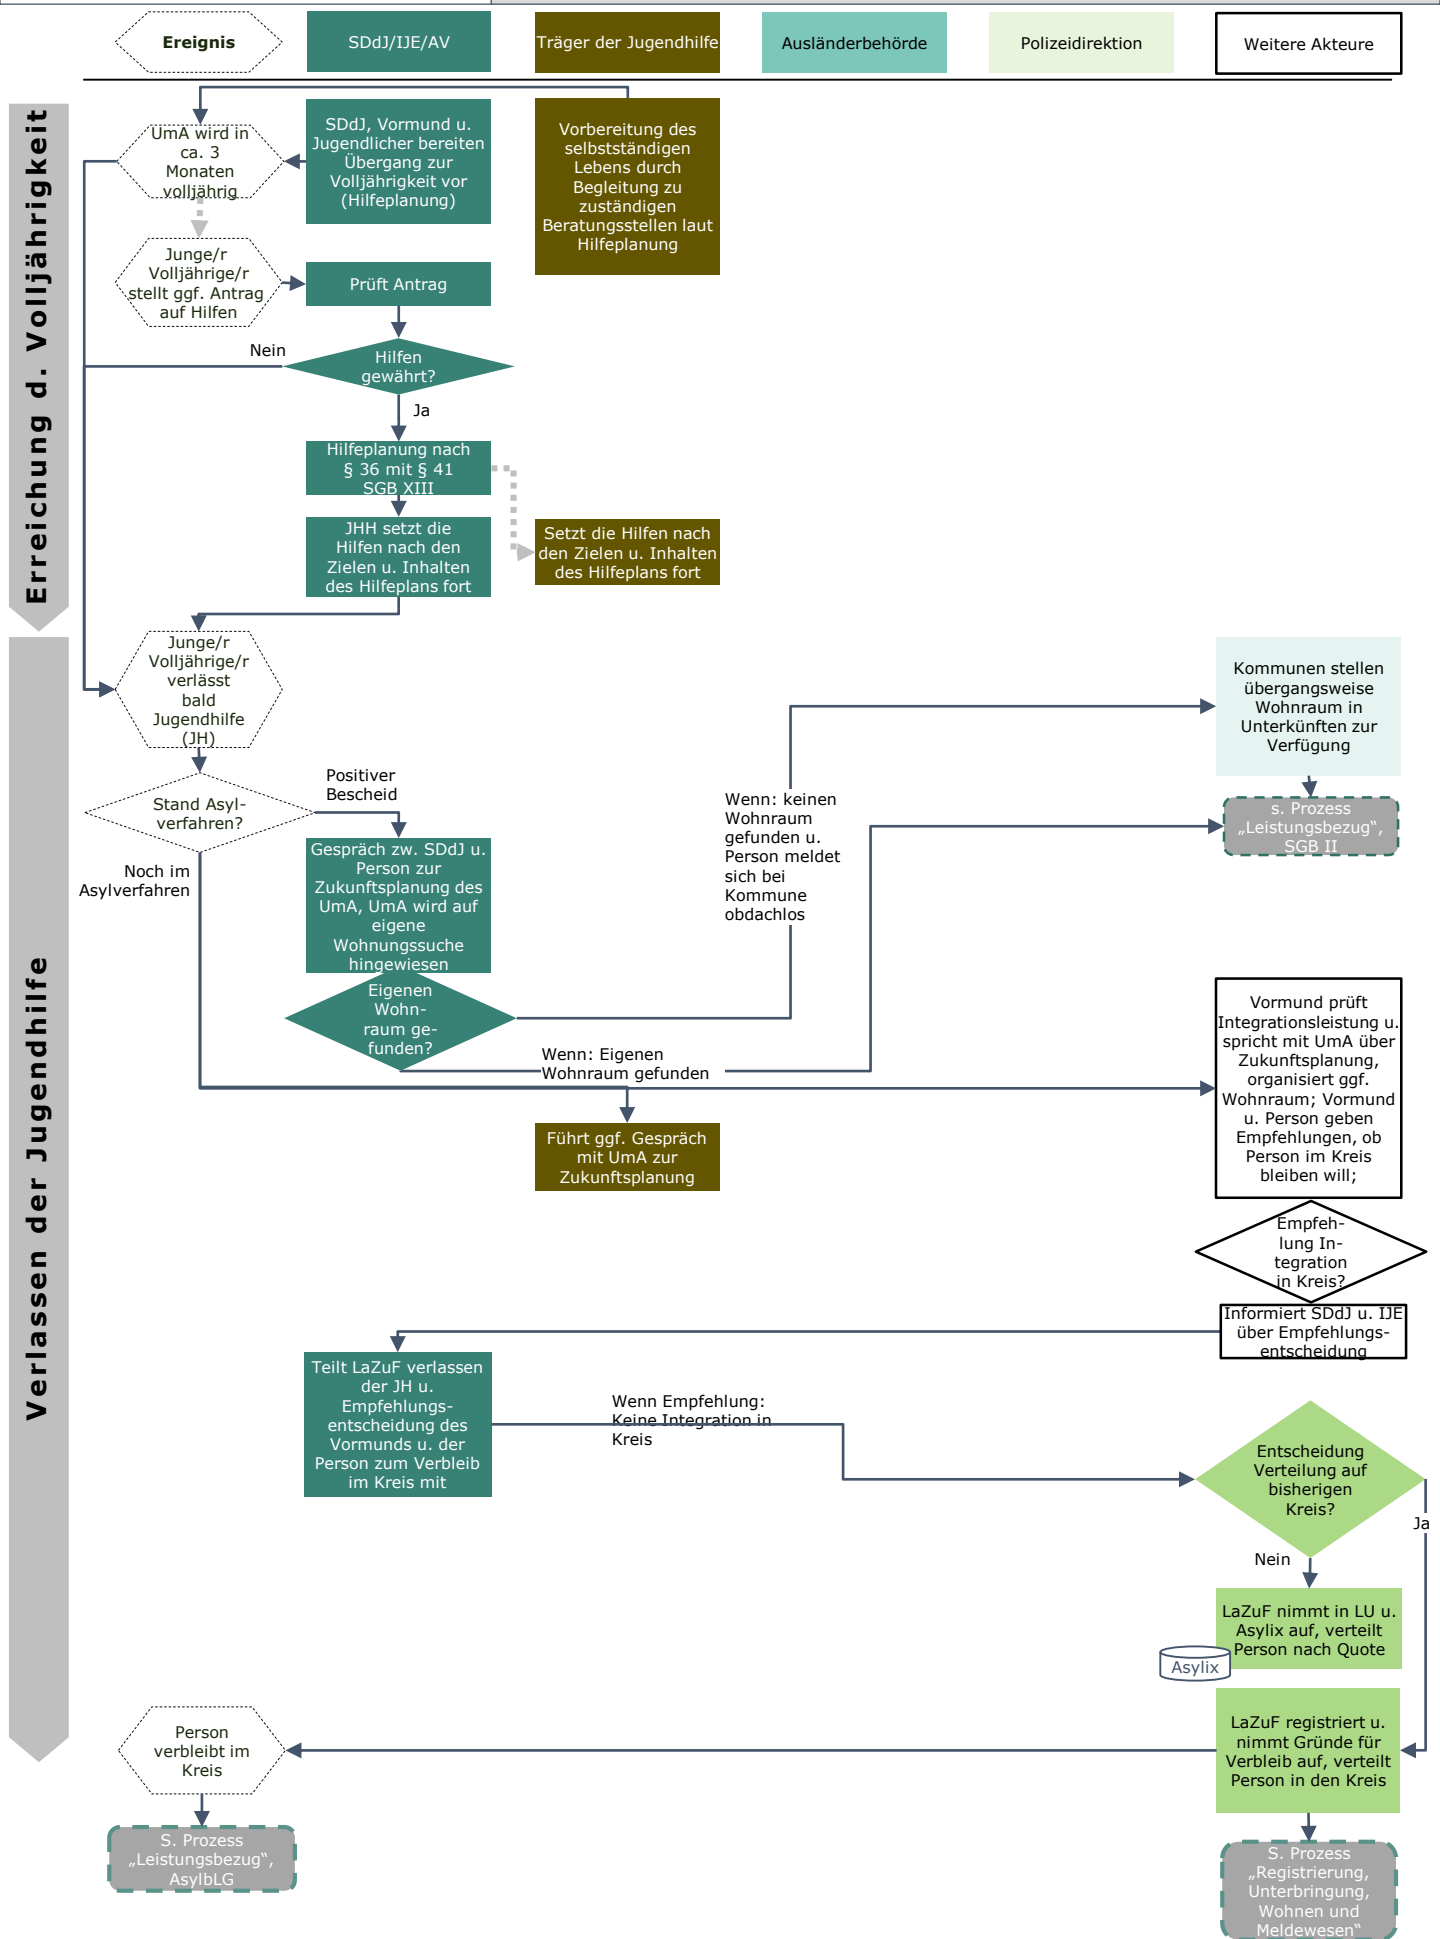 Ereignis
SDdJ/IJE/AV
Träger der Jugendhilfe
Ausländerbehörde
Polizeidirektion
Weitere Akteure
Erreichung d. Volljährigkeit
UmA wird in
ca. 3
Monaten
volljährig
SDdJ, Vormund u.
Jugendlicher bereiten
Übergang zur
Volljährigkeit vor
(Hilfeplanung)
Vorbereitung des
selbstständigen
Lebens durch
Begleitung zu
zuständigen
Beratungsstellen laut
Hilfeplanung
Junge/r
Volljährige/r
stellt ggf. Antrag
auf Hilfen
Prüft Antrag
Nein
Hilfen
gewährt?
Ja
Hilfeplanung nach
§ 36 mit § 41
SGB XIII
JHH setzt die
Hilfen nach den
Zielen u. Inhalten
des Hilfeplans fort
Setzt die Hilfen nach
den Zielen u. Inhalten
des Hilfeplans fort
Verlassen der Jugendhilfe
Junge/r
Volljährige/r
verlässt
bald
Jugendhilfe
(JH)
Kommunen stellen
übergangsweise
Wohnraum in
Unterkünften zur
Verfügung
Stand Asyl-
verfahren?
Positiver
Bescheid
Noch im
Asylverfahren
Wenn: keinen
Wohnraum
gefunden u.
Person meldet
sich bei
Kommune
obdachlos
s. Prozess
„Leistungsbezug“,
SGB II
Gespräch zw. SDdJ u.
Person zur
Zukunftsplanung des
UmA, UmA wird auf
eigene
Wohnungssuche
hingewiesen
Eigenen
Wohn-
raum ge-
funden?
Wenn: Eigenen
Wohnraum gefunden
Vormund prüft
Integrationsleistung u.
spricht mit UmA über
Zukunftsplanung,
organisiert ggf.
Wohnraum; Vormund
u. Person geben
Empfehlungen, ob
Person im Kreis
bleiben will;
Führt ggf. Gespräch
mit UmA zur
Zukunftsplanung
Empfeh-
lung In-
tegration
in Kreis?
Informiert SDdJ u. IJE
über Empfehlungs-
entscheidung
Teilt LaZuF verlassen
der JH u.
Empfehlungs-
entscheidung des
Vormunds u. der
Person zum Verbleib
im Kreis mit
Wenn Empfehlung:
Keine Integration in
Kreis
Entscheidung
Verteilung auf
bisherigen
Kreis?
Ja
Nein
LaZuF nimmt in LU u.
Asylix auf, verteilt
Person nach Quote
Asylix
LaZuF registriert u.
nimmt Gründe für
Verbleib auf, verteilt
Person in den Kreis
Person
verbleibt im
Kreis
S. Prozess
„Leistungsbezug“,
AsylbLG
S. Prozess
„Registrierung,
Unterbringung,
Wohnen und
Meldewesen“